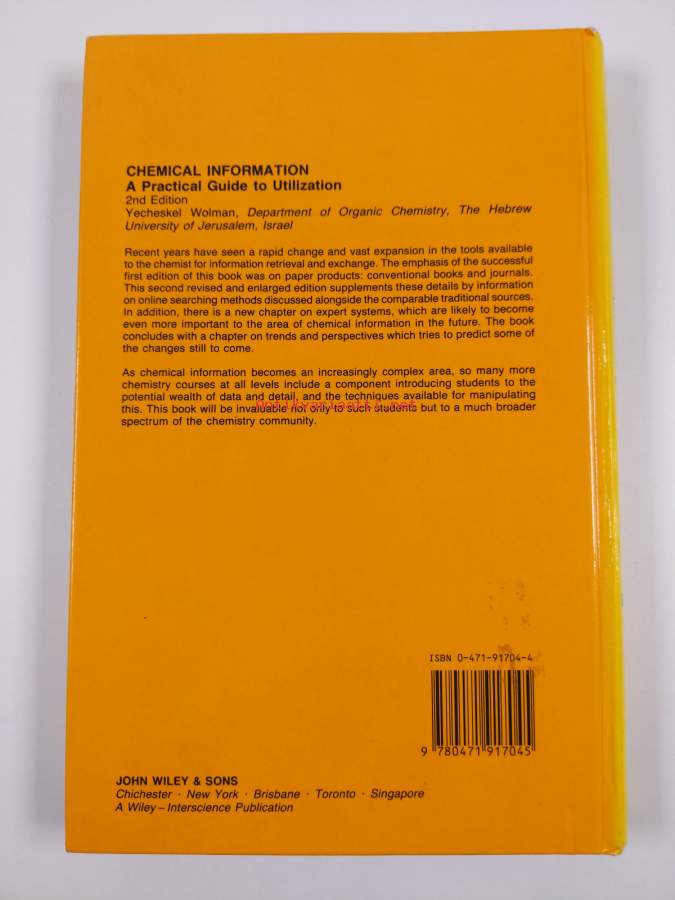 CHEMICAL INFORMATION
A Practical Guide to Utilization
2nd Edition
Yecheskel Wolman, Department of Organic Chemistry, The Hebrew
University of Jerusalem, Israel
Recent years have seen a rapid change and vast expansion in the tools available
to the chemist for information retrieval and exchange. The emphasis of the successful
first edition of this book was on paper products: conventional books and journals.
This second revised and enlarged edition supplements these details by information
on online searching methods discussed alongside the comparable traditional sources.
In addition, there is a new chapter on expert systems, which are likely to become
even more important to the area of chemical information in the future. The book
concludes with a chapter on trends and perspectives which tries to predict some of
the changes still to come.
As chemical information becomes an increasingly complex area, so many more
chemistry courses at all levels include a component introducing students to the
potential wealth of data and detail, and the techniques available for manipulating
this. This book will be invaluable not only to such students but to a much broader
Antikvariaatti.net
spectrum of the chemistry community.
ISBN 0-471-91704-4
9 780471 917045
JOHN WILEY & SONS
Chichester · New York · Brisbane · Toronto · Singapore
A Wiley – Interscience Publication